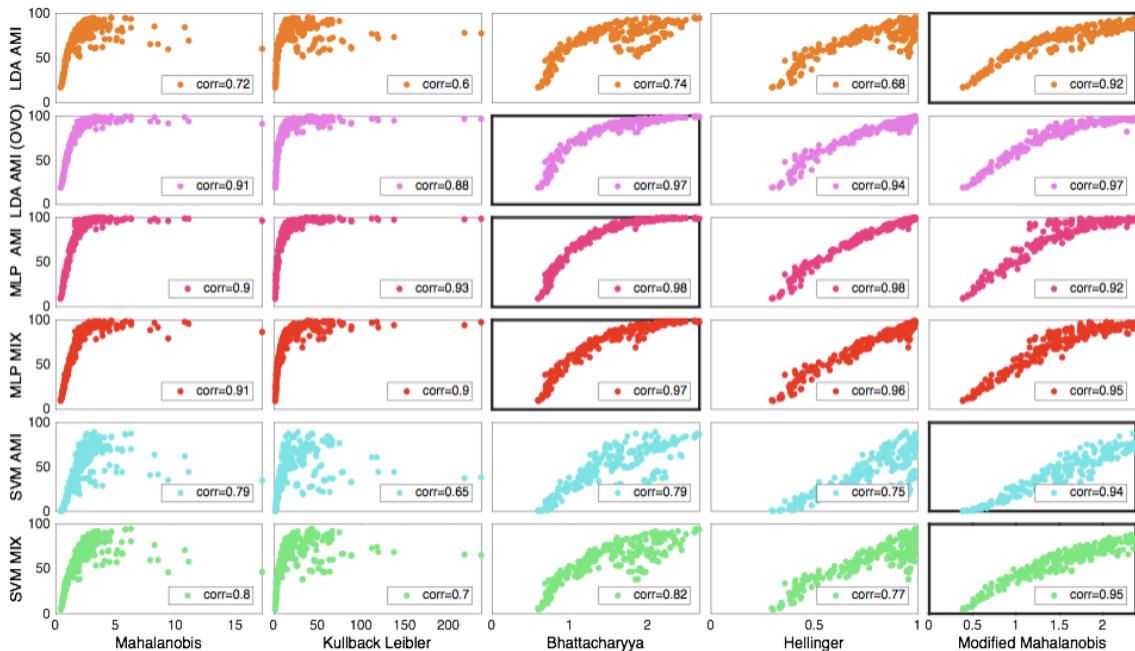 LDA AMI
100
50
0
corr=0.72
corr=0.6
corr=0.74
corr=0.68
corr=0.92
LDA AMI (OVO)
100
50
corr=0.91
corr=0.88
corr=0.97
corr=0.94
corr=0.97
MLP AMI
100
50
0
corr=0.9
corr=0.93
corr=0.98
corr=0.98
corr=0.92
MLP MIX
100
50
0
corr=0.91
corr=0.9
corr=0.97
corr=0.96
corr=0.95
SVM AMI
100
50
0
corr=0.79
corr=0.65
corr=0.79
corr=0.75
corr=0.94
SVM MIX
100
50
0
corr=0.8
corr=0.7
corr=0.82
corr=0.77
corr=0.95
0 5 10 15
0 50 100 150 200
0 1 2
0 0.5 1
0 0.5 1 1.5 2
Mahalanobis
Kullback Leibler
Bhattacharyya
Hellinger
Modified Mahalanobis